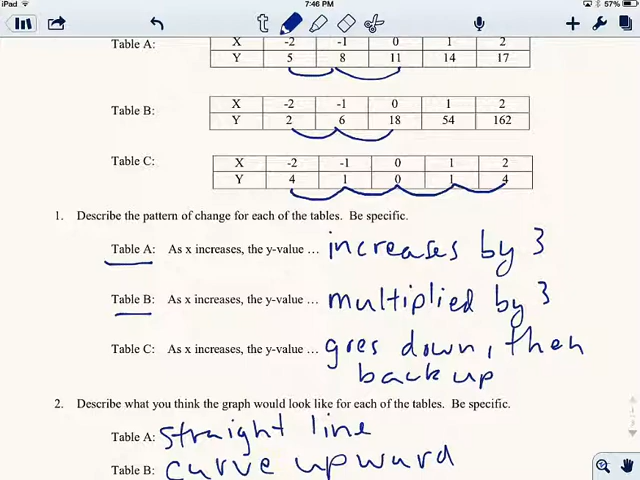 iPad 7:46 PM 57%
Table A: X -2 -1 0 1 2
Y 5 8 11 14 17
Table B: X -2 -1 0 1 2
Y 2 6 18 54 162
Table C: X -2 -1 0 1 2
Y 4 1 0 1 4
1. Describe the pattern of change for each of the tables. Be specific.
Table A: As x increases, the y-value ... increases by 3
Table B: As x increases, the y-value ... multiplied by 3
Table C: As x increases, the y-value ... goes down, then
back up
2. Describe what you think the graph would look like for each of the tables. Be specific.
Table A: straight line
Table B: curve upward